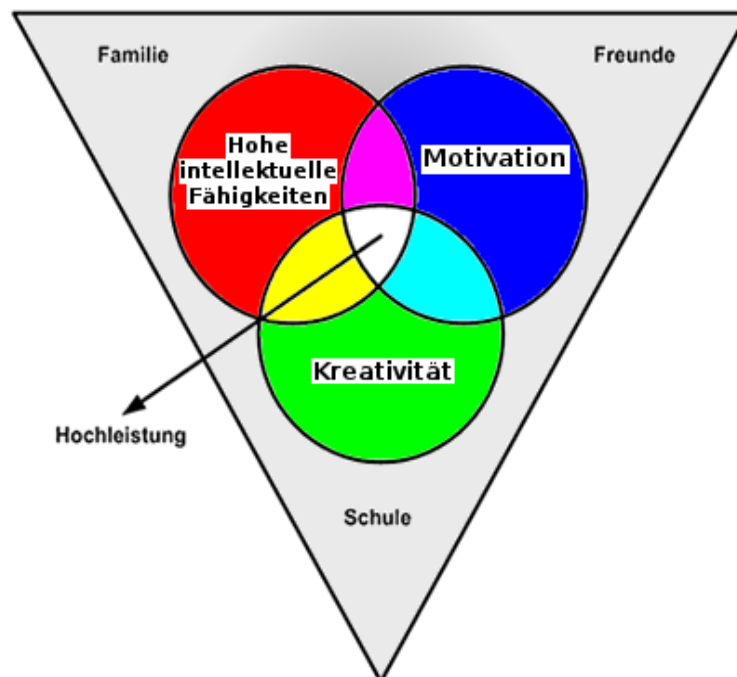 Familie
Freunde
Hohe
intellektuelle
Fähigkeiten
Motivation
Kreativität
Hochleistung
Schule